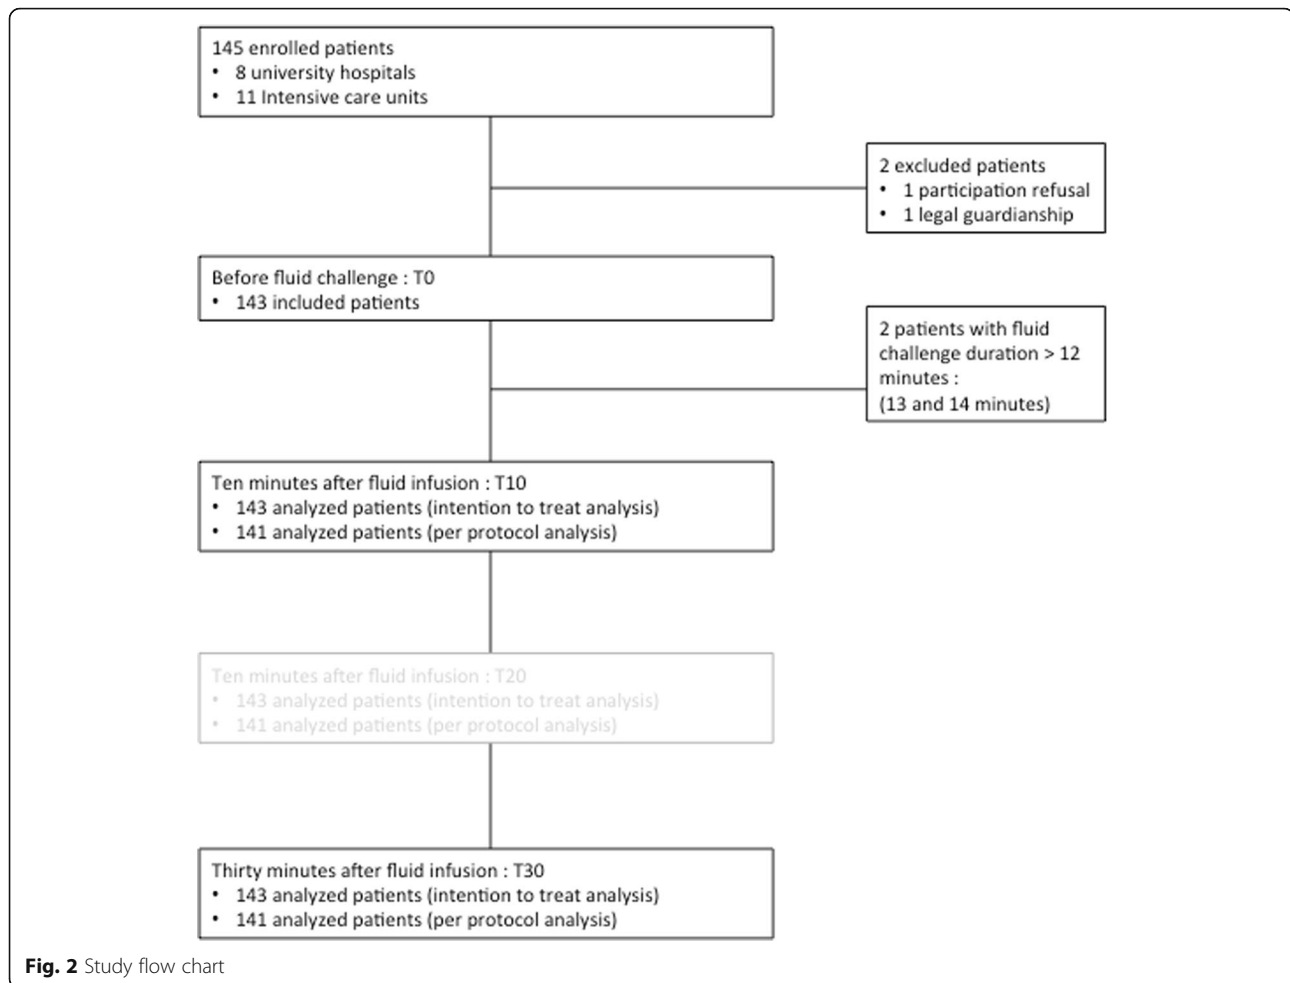 145 enrolled patients
• 8 university hospitals
• 11 Intensive care units
2 excluded patients
• 1 participation refusal
• 1 legal guardianship
Before fluid challenge : T0
• 143 included patients
2 patients with fluid
challenge duration > 12
minutes :
(13 and 14 minutes)
Ten minutes after fluid infusion : T10
• 143 analyzed patients (intention to treat analysis)
• 141 analyzed patients (per protocol analysis)
Ten minutes after fluid infusion : T20
• 143 analyzed patients (intention to treat analysis)
• 141 analyzed patients (per protocol analysis)
Thirty minutes after fluid infusion : T30
• 143 analyzed patients (intention to treat analysis)
• 141 analyzed patients (per protocol analysis)
Fig. 2 Study flow chart